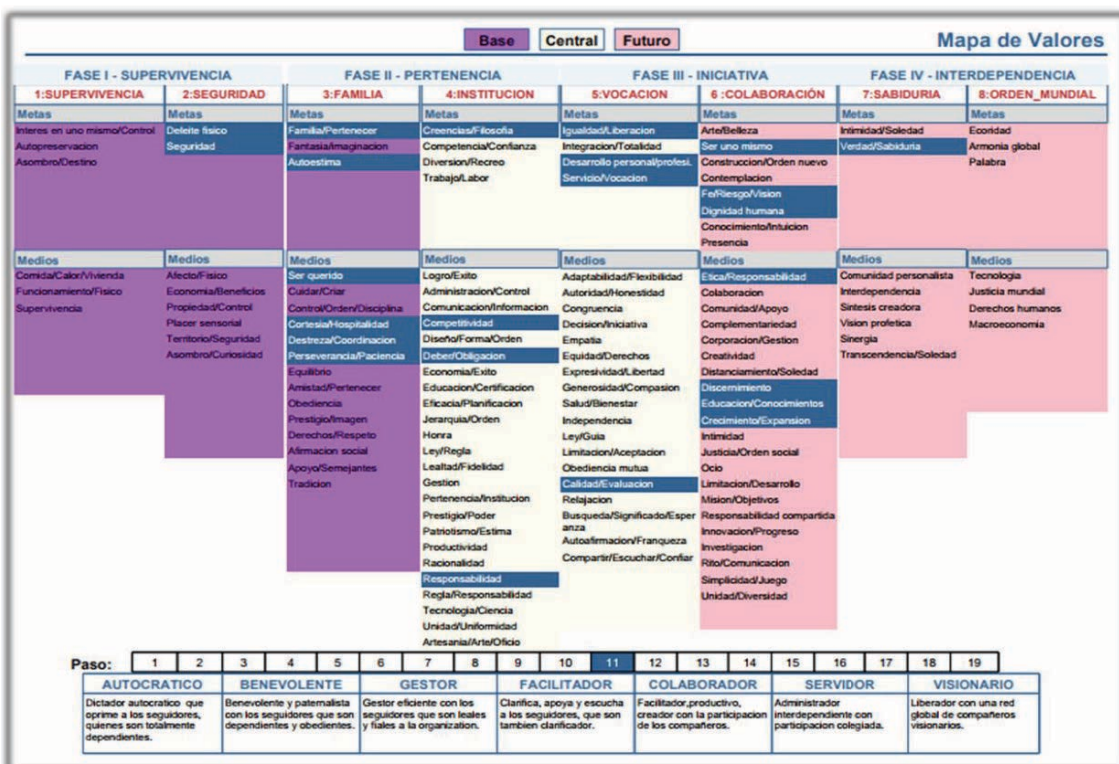 Base Central Futuro Mapa de Valores
FASE I - SUPERVIVENCIA FASE II - PERTENENCIA FASE III - INICIATIVA FASE IV - INTERDEPENDENCIA
1:SUPERVIVENCIA 2:SEGURIDAD 3:FAMILIA 4:INSTITUCION 5:VOCACION 6 :COLABORACIÓN 7:SABIDURIA 8:ORDEN_MUNDIAL
Metas
Interes en uno mismo/Control
Autopreservacion
Asombro/Destino
Medios
Comida/Calor/Vivienda
Funcionamiento/Fisico
Supervivencia
Metas
Deleite fisico
Seguridad
Medios
Afecto/Fisico
Economia/Beneficios
Propiedad/Control
Placer sensorial
Territorio/Seguridad
Asombro/Curiosidad
Metas
Familia/Pertenecer
Fantasia/Imaginacion
Autoestima
Medios
Ser querido
Cuidar/Criar
Control/Orden/Disciplina
Cortesia/Hospitalidad
Destreza/Coordinacion
Perseverancia/Paciencia
Equilibrio
Amistad/Pertenecer
Obediencia
Prestigio/Imagen
Derechos/Respeto
Afirmacion social
Apoyo/Semejantes
Tradicion
Metas
Creencias/Filosofia
Competencia/Confianza
Diversion/Recreo
Trabajo/Labor
Medios
Logro/Exito
Administracion/Control
Comunicacion/Informacion
Competitividad
Diseño/Forma/Orden
Deber/Obligacion
Economia/Exito
Educacion/Certificacion
Eficacia/Planificacion
Jerarquia/Orden
Honra
Ley/Regla
Lealtad/Fidelidad
Gestion
Pertenencia/Institucion
Prestigio/Poder
Patriotismo/Estima
Productividad
Racionalidad
Responsabilidad
Regla/Responsabilidad
Tecnologia/Ciencia
Unidad/Uniformidad
Artesania/Arte/Oficio
Metas
Igualdad/Liberacion
Integracion/Totalidad
Desarrollo personal/profesi.
Servicio/Vocacion
Medios
Adaptabilidad/Flexibilidad
Autoridad/Honestidad
Congruencia
Decision/Iniciativa
Empatia
Equidad/Derechos
Expresividad/Libertad
Generosidad/Compasion
Salud/Bienestar
Independencia
Ley/Guia
Limitacion/Aceptacion
Obediencia mutua
Calidad/Evaluacion
Relajacion
Busqueda/Significado/Esper
anza
Autoafirmacion/Franqueza
Compartir/Escuchar/Confiar
Metas
Arte/Belleza
Ser uno mismo
Construccion/Orden nuevo
Contemplacion
Fe/Riesgo/Vision
Dignidad humana
Conocimiento/Intuicion
Presencia
Medios
Etica/Responsabilidad
Colaboracion
Comunidad/Apoyo
Complementariedad
Corporacion/Gestion
Creatividad
Distanciamiento/Soledad
Discernimiento
Educacion/Conocimientos
Crecimiento/Expansion
Intimidad
Justicia/Orden social
Ocio
Limitacion/Desarrollo
Mision/Objetivos
Responsabilidad compartida
Innovacion/Progreso
Investigacion
Rito/Comunicacion
Simplicidad/Juego
Unidad/Diversidad
Metas
Intimidad/Soledad
Verdad/Sabiduria
Medios
Comunidad personalista
Interdependencia
Sintesis creadora
Vision profetica
Sinergia
Transcendencia/Soledad
Metas
Ecoridad
Armonia global
Palabra
Medios
Tecnologia
Justicia mundial
Derechos humanos
Macroeconomia
Paso: 1 2 3 4 5 6 7 8 9 10 11 12 13 14 15 16 17 18 19
AUTOCRATICO
Dictador autocratico que
oprime a los seguidores,
quienes son totalmente
dependientes.
BENEVOLENTE
Benevolente y paternalista
con los seguidores que son
dependientes y obedientes.
GESTOR
Gestor eficiente con los
seguidores que son leales
y fiales a la organization.
FACILITADOR
Clarifica, apoya y escucha
a los seguidores, que son
tambien clarificador.
COLABORADOR
Facilitador,productivo,
creador con la participacion
de los compañeros.
SERVIDOR
Administrador
interdependiente con
participacion colegiada.
VISIONARIO
Liberador con una red
global de compañeros
visionarios.